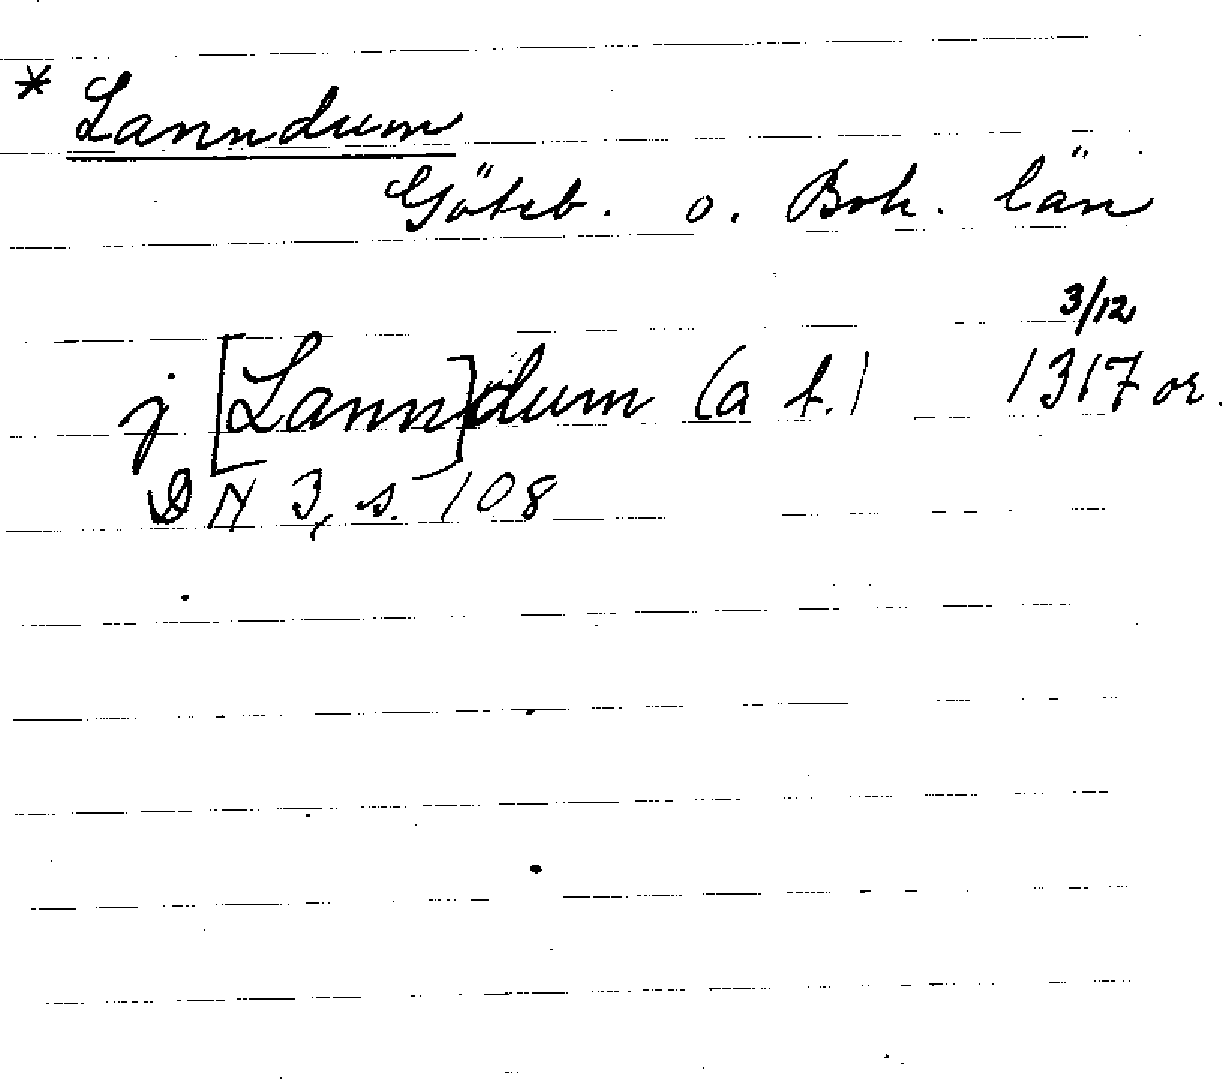 * Lanndum
Göteb. o. Boh. län
3/12
j [Lann]dum (a f.) 1317 or.
DN 3, s. 108